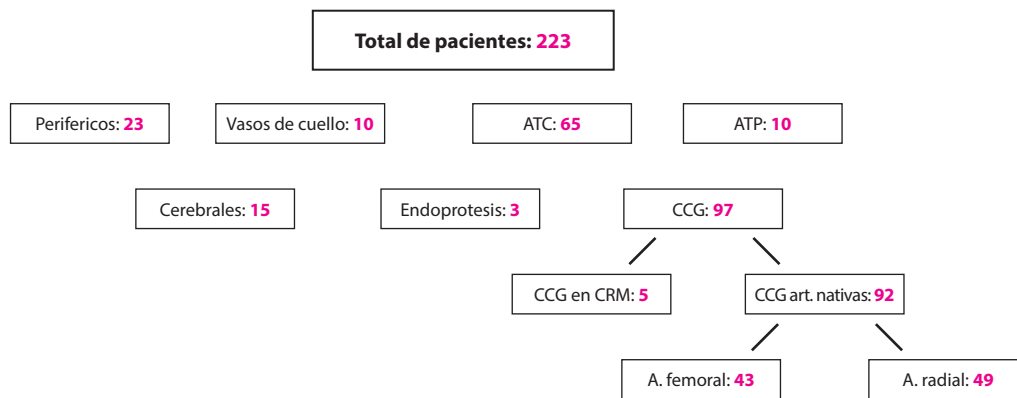 Total de pacientes: 223
Perifericos: 23
Vasos de cuello: 10
ATC: 65
ATP: 10
Cerebrales: 15
Endoprotesis: 3
CCG: 97
CCG en CRM: 5
CCG art. nativas: 92
A. femoral: 43
A. radial: 49